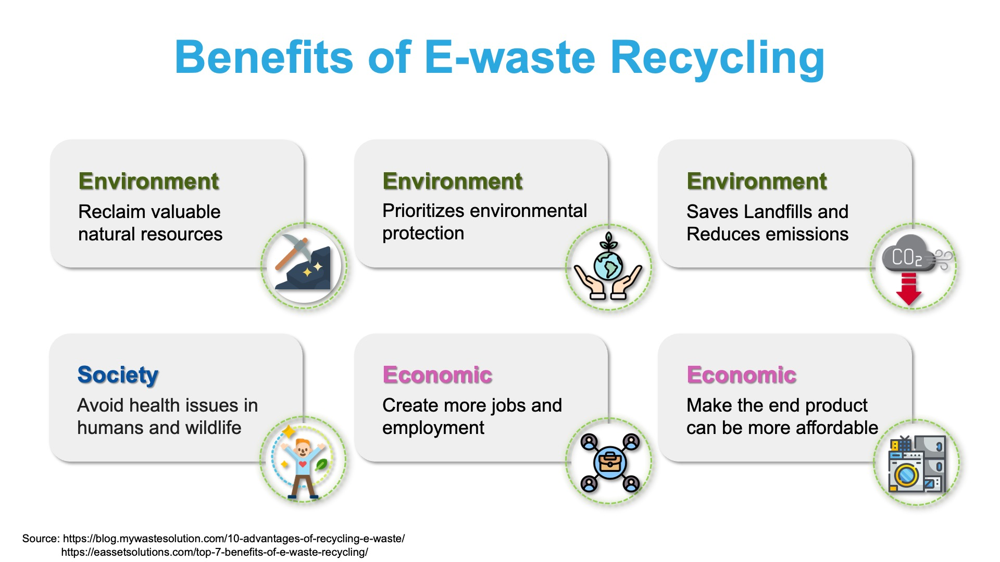 Benefits of E-waste Recycling
Environment
Reclaim valuable
natural resources
Environment
Prioritizes environmental
protection
Environment
Saves Landfills and
Reduces emissions
CO2
Society
Avoid health issues in
humans and wildlife
Economic
Create more jobs and
employment
Economic
Make the end product
can be more affordable
Source: https://blog.mywastesolution.com/10-advantages-of-recycling-e-waste/
https://eassetsolutions.com/top-7-benefits-of-e-waste-recycling/